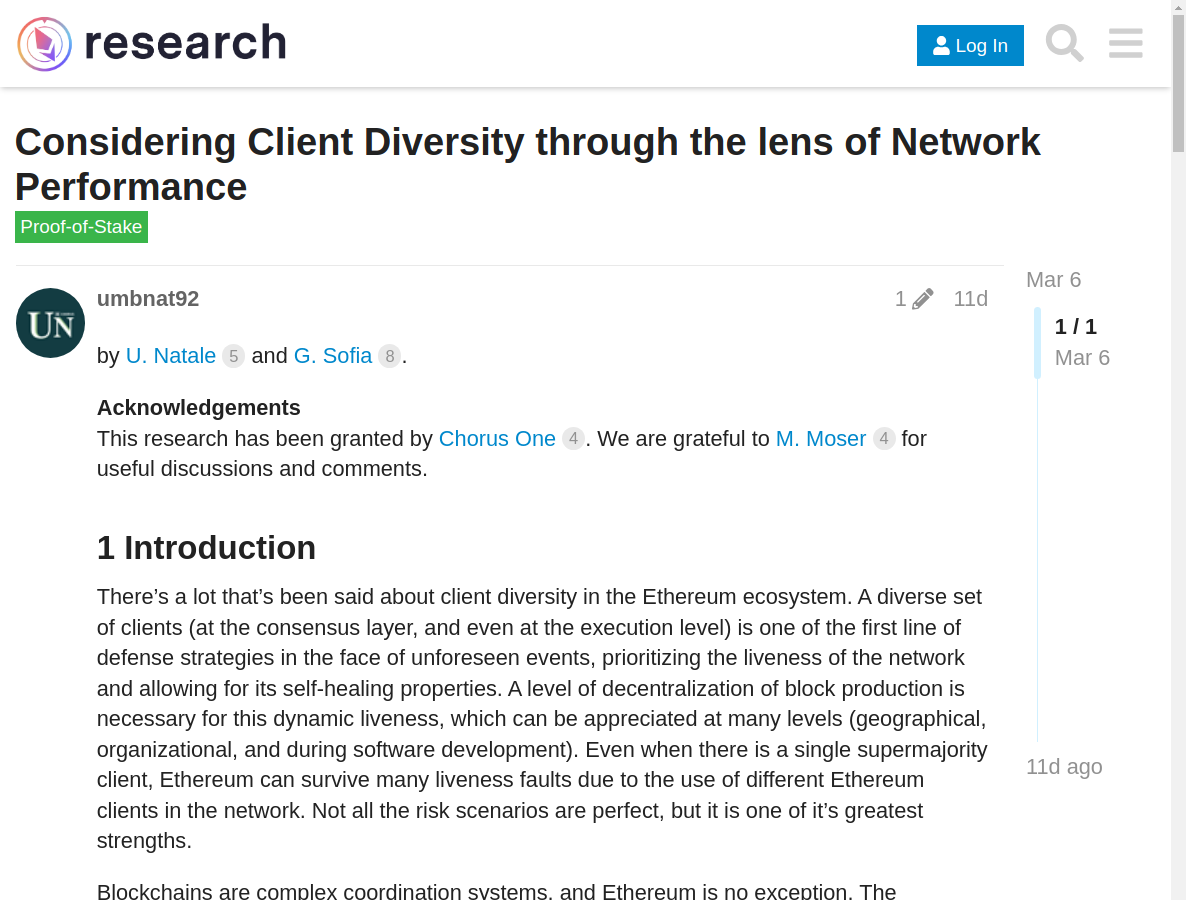 research
Log In
Considering Client Diversity through the lens of Network
Performance
Proof-of-Stake
Mar 6
UN
umbnat92
1
11d
1 / 1
Mar 6
by U. Natale 5 and G. Sofia 8.
Acknowledgements
This research has been granted by Chorus One 4. We are grateful to M. Moser 4 for
useful discussions and comments.
1 Introduction
There’s a lot that’s been said about client diversity in the Ethereum ecosystem. A diverse set
of clients (at the consensus layer, and even at the execution level) is one of the first line of
defense strategies in the face of unforeseen events, prioritizing the liveness of the network
and allowing for its self-healing properties. A level of decentralization of block production is
necessary for this dynamic liveness, which can be appreciated at many levels (geographical,
organizational, and during software development). Even when there is a single supermajority
client, Ethereum can survive many liveness faults due to the use of different Ethereum
clients in the network. Not all the risk scenarios are perfect, but it is one of it’s greatest
strengths.
11d ago
Blockchains are complex coordination systems, and Ethereum is no exception. The